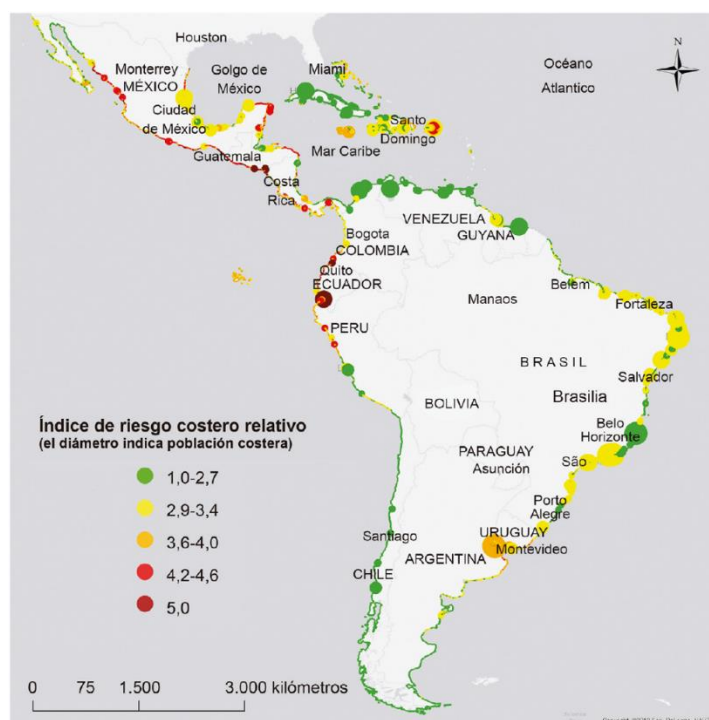 Houston
Monterrey
MÉXICO
Golgo de
México
Miami
Océano
Atlantico
N
Ciudad
de México
Santo
Domingo
Mar Caribe
Guatemala
Costa
Rica
VENEZUELA
GUYANA
Bogota
COLOMBIA
Quito
ECUADOR
Belem
Manaos
Fortaleza
PERU
BRASIL
Salvador
Brasilia
BOLIVIA
Belo
Horizonte
PARAGUAY
Asunción
São
Porto
Alegre
URUGUAY
Santiago
ARGENTINA
Montevideo
CHILE
Índice de riesgo costero relativo
(el diámetro indica población costera)
1,0-2,7
2,9-3,4
3,6-4,0
4,2-4,6
5,0
0 75 1.500 3.000 kilómetros